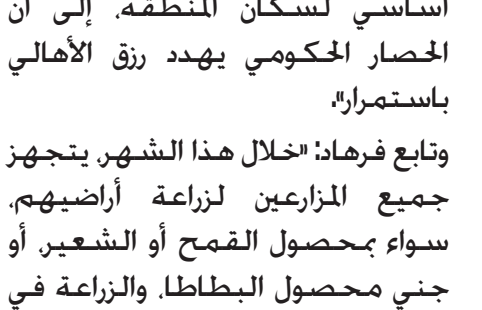 أساسي لسكان المنطقة، إلى أن
الحصار الحكومي يهدد رزق الأهالي
باستمرار».
وتابع فرهاد: «خلال هذا الشهر، يتجهز
جميع المزارعين لزراعة أراضيهم،
سواء بمحصول القمح أو الشعير، أو
جني محصول البطاطا، والزراعة في